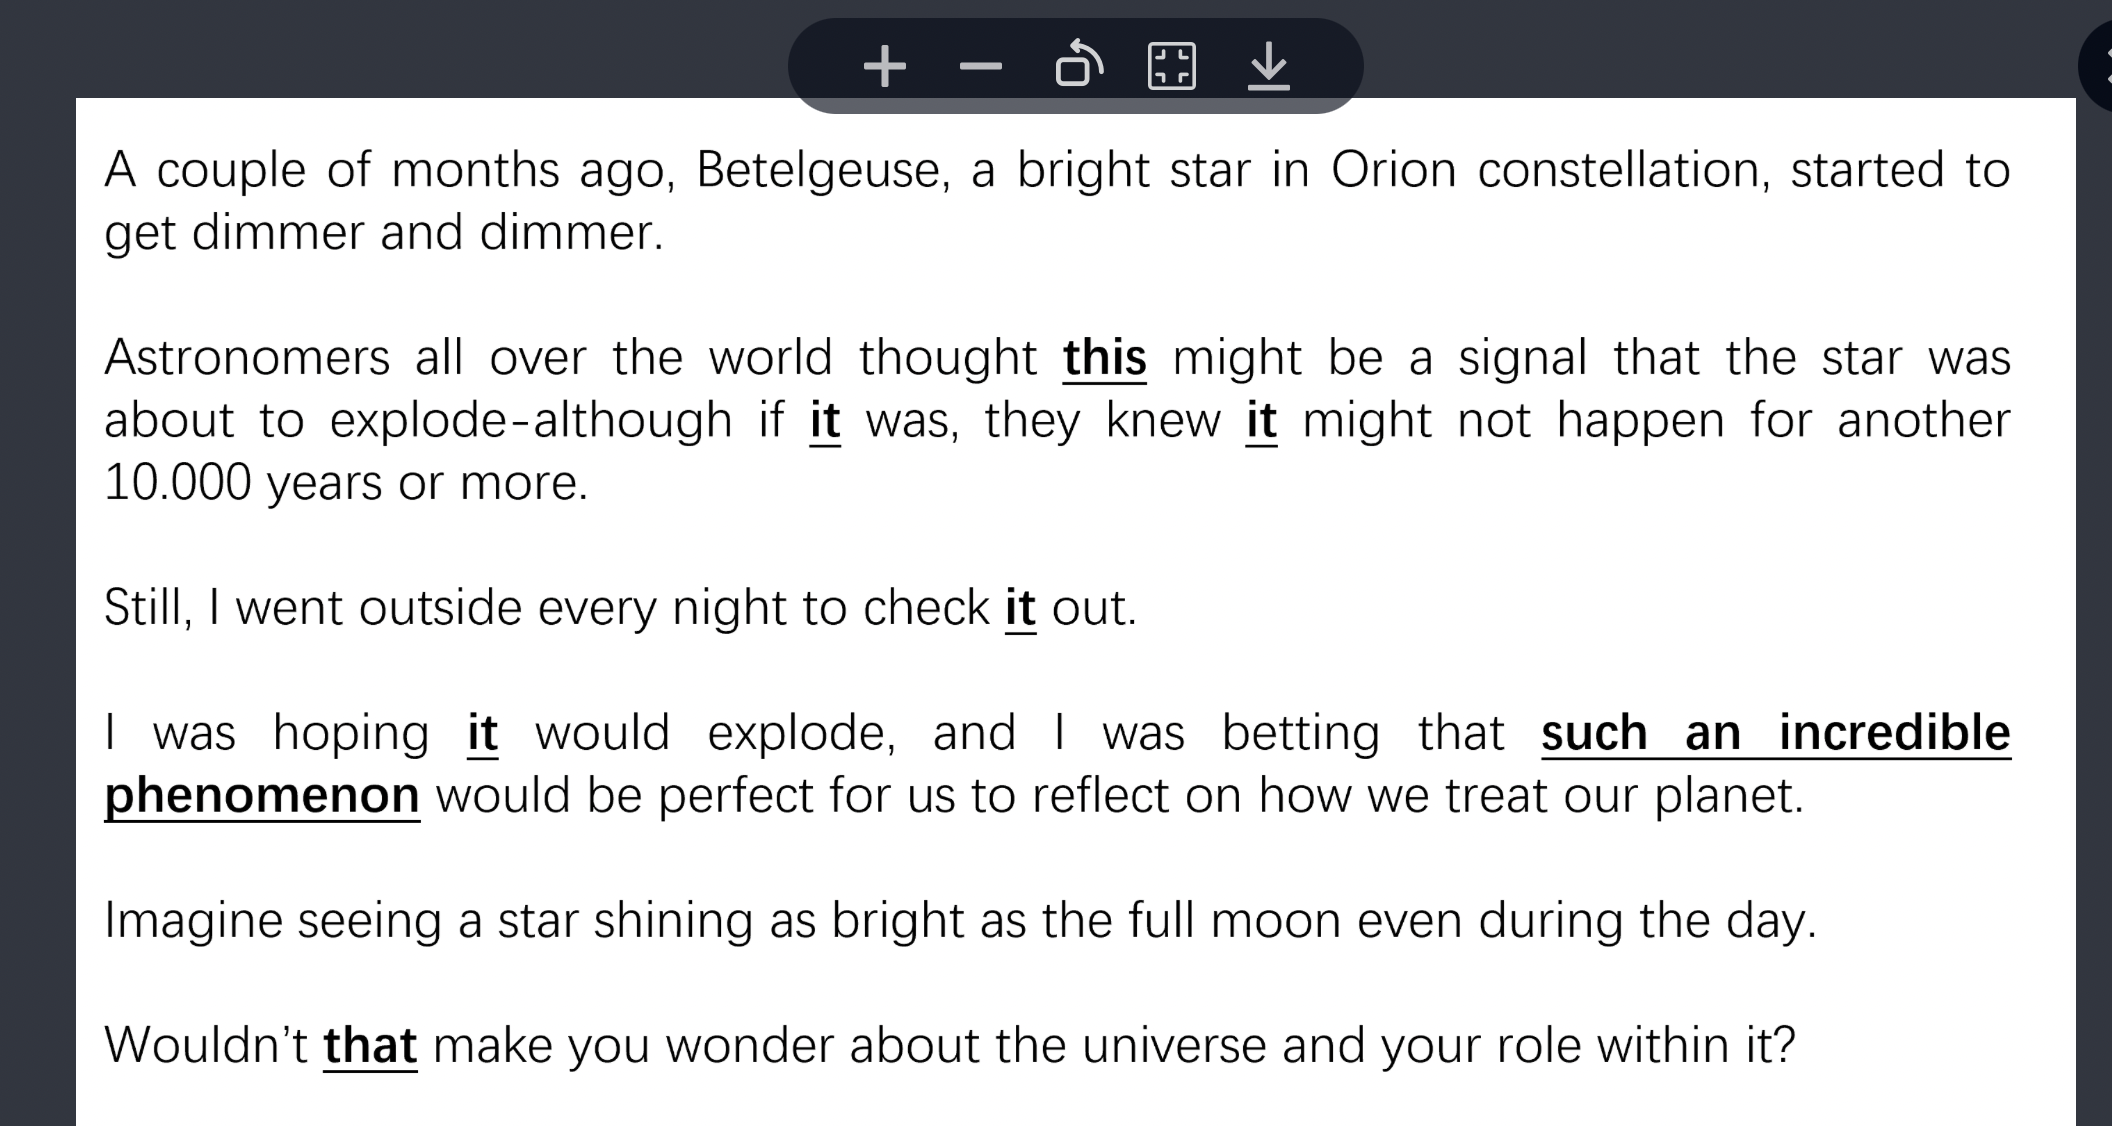 A couple of months ago, Betelgeuse, a bright star in Orion constellation, started to
get dimmer and dimmer.
Astronomers all over the world thought this might be a signal that the star was
about to explode-although if it was, they knew it might not happen for another
10.000 years or more.
Still, I went outside every night to check it out.
I was hoping it would explode, and I was betting that such an incredible
phenomenon would be perfect for us to reflect on how we treat our planet.
Imagine seeing a star shining as bright as the full moon even during the day.
Wouldn’t that make you wonder about the universe and your role within it?